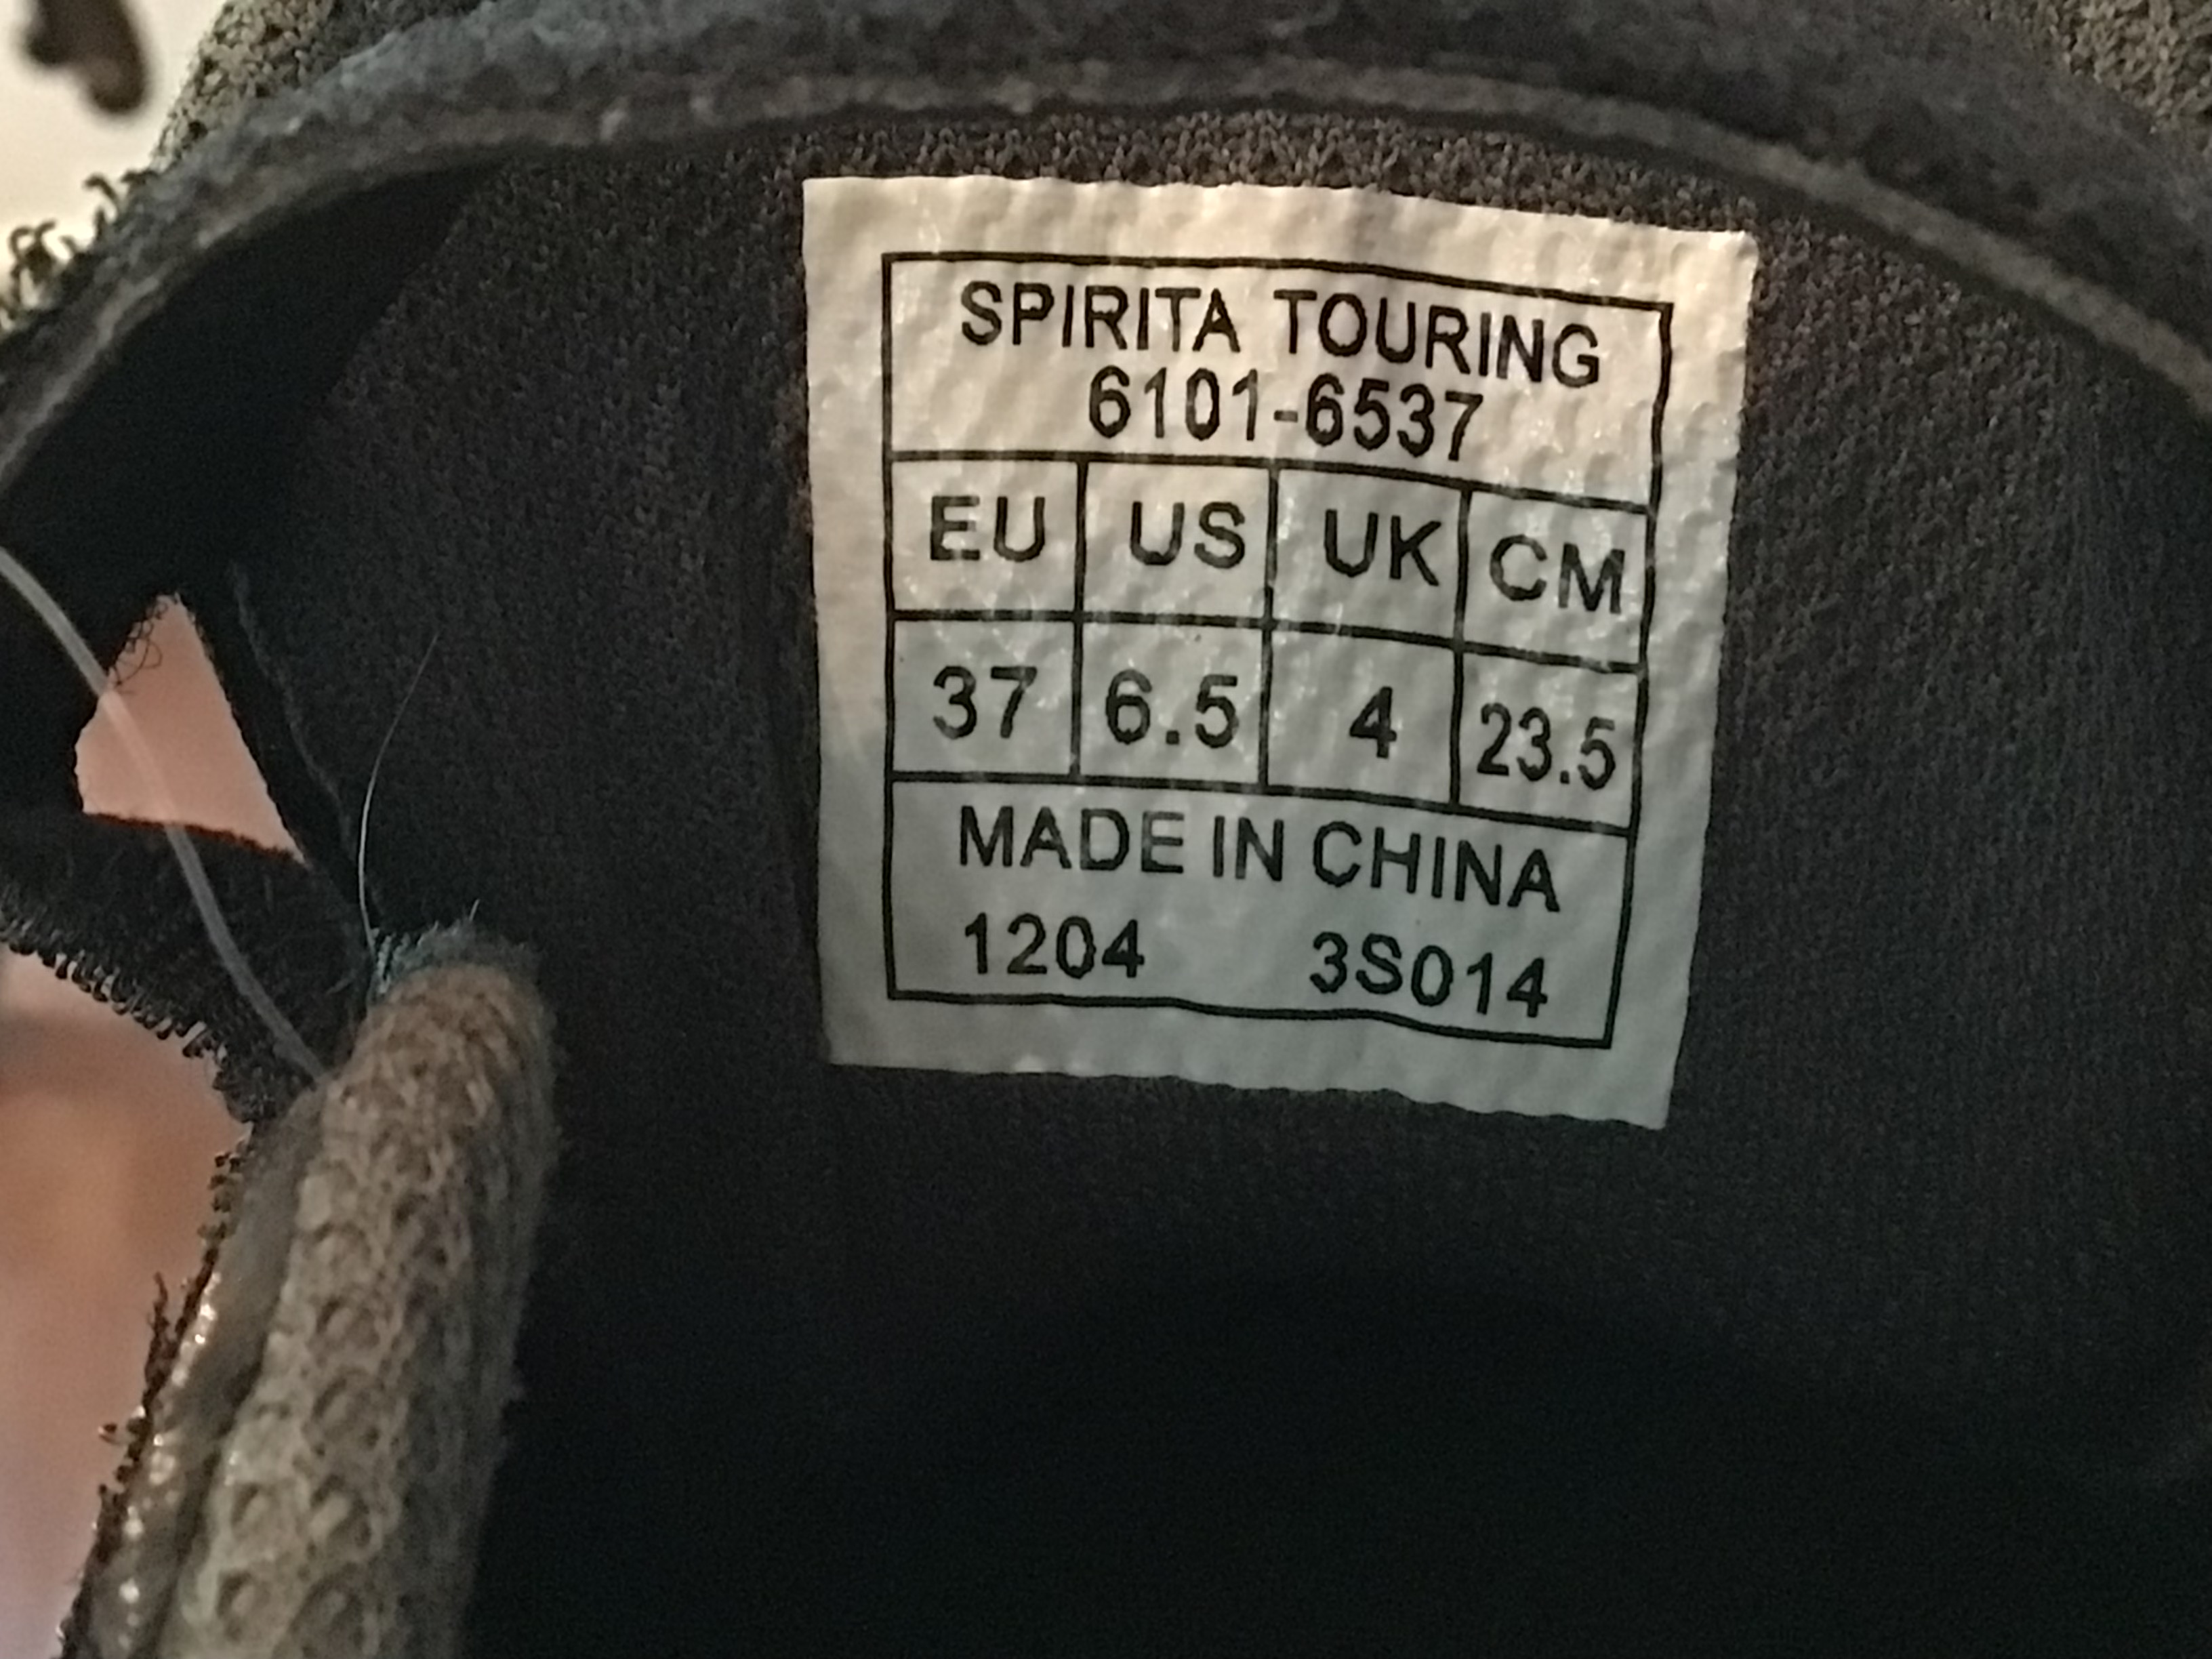 SPIRITA TOURING
6101-6537
EU US UK CM
37 6.5 4 23.5
MADE IN CHINA
1204 3S014